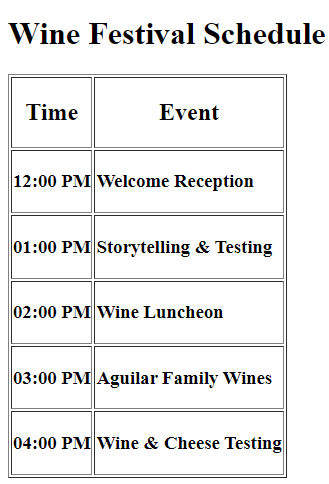 Wine Festival Schedule
Time Event
12:00 PM Welcome Reception
01:00 PM Storytelling & Testing
02:00 PM Wine Luncheon
03:00 PM Aguilar Family Wines
04:00 PM Wine & Cheese Testing